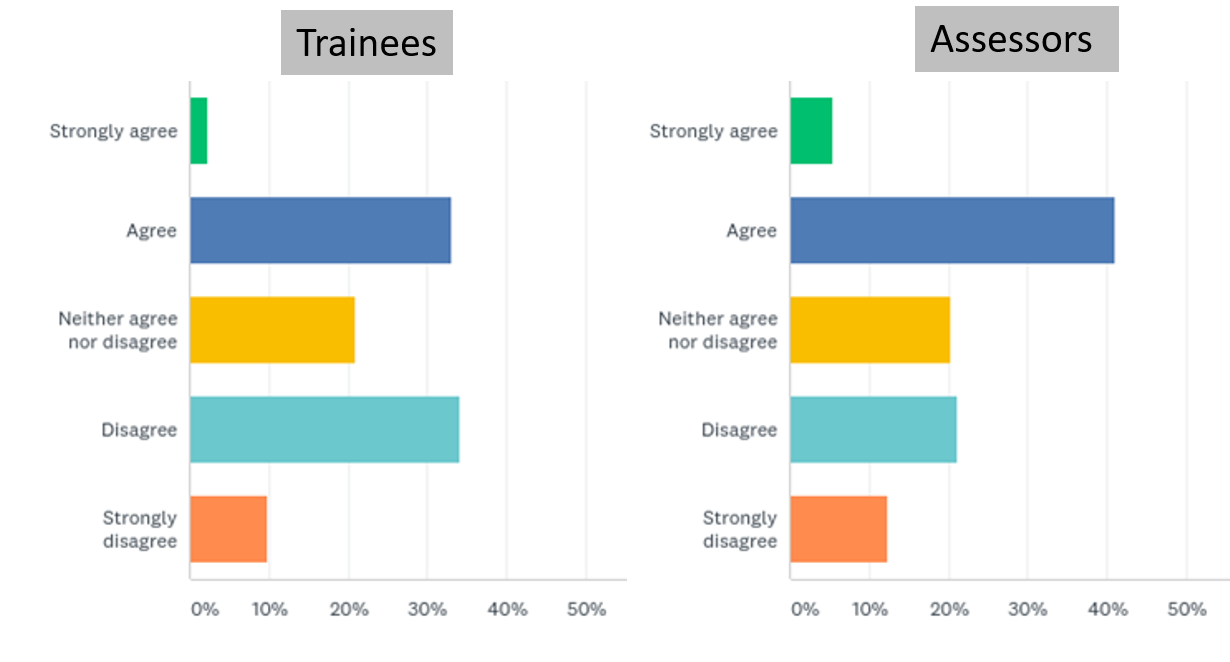 Trainees
Strongly agree
Agree
Neither agree
nor disagree
Disagree
Strongly
disagree
0% 10% 20% 30% 40% 50%
Assessors
Strongly agree
Agree
Neither agree
nor disagree
Disagree
Strongly
disagree
0% 10% 20% 30% 40% 50%